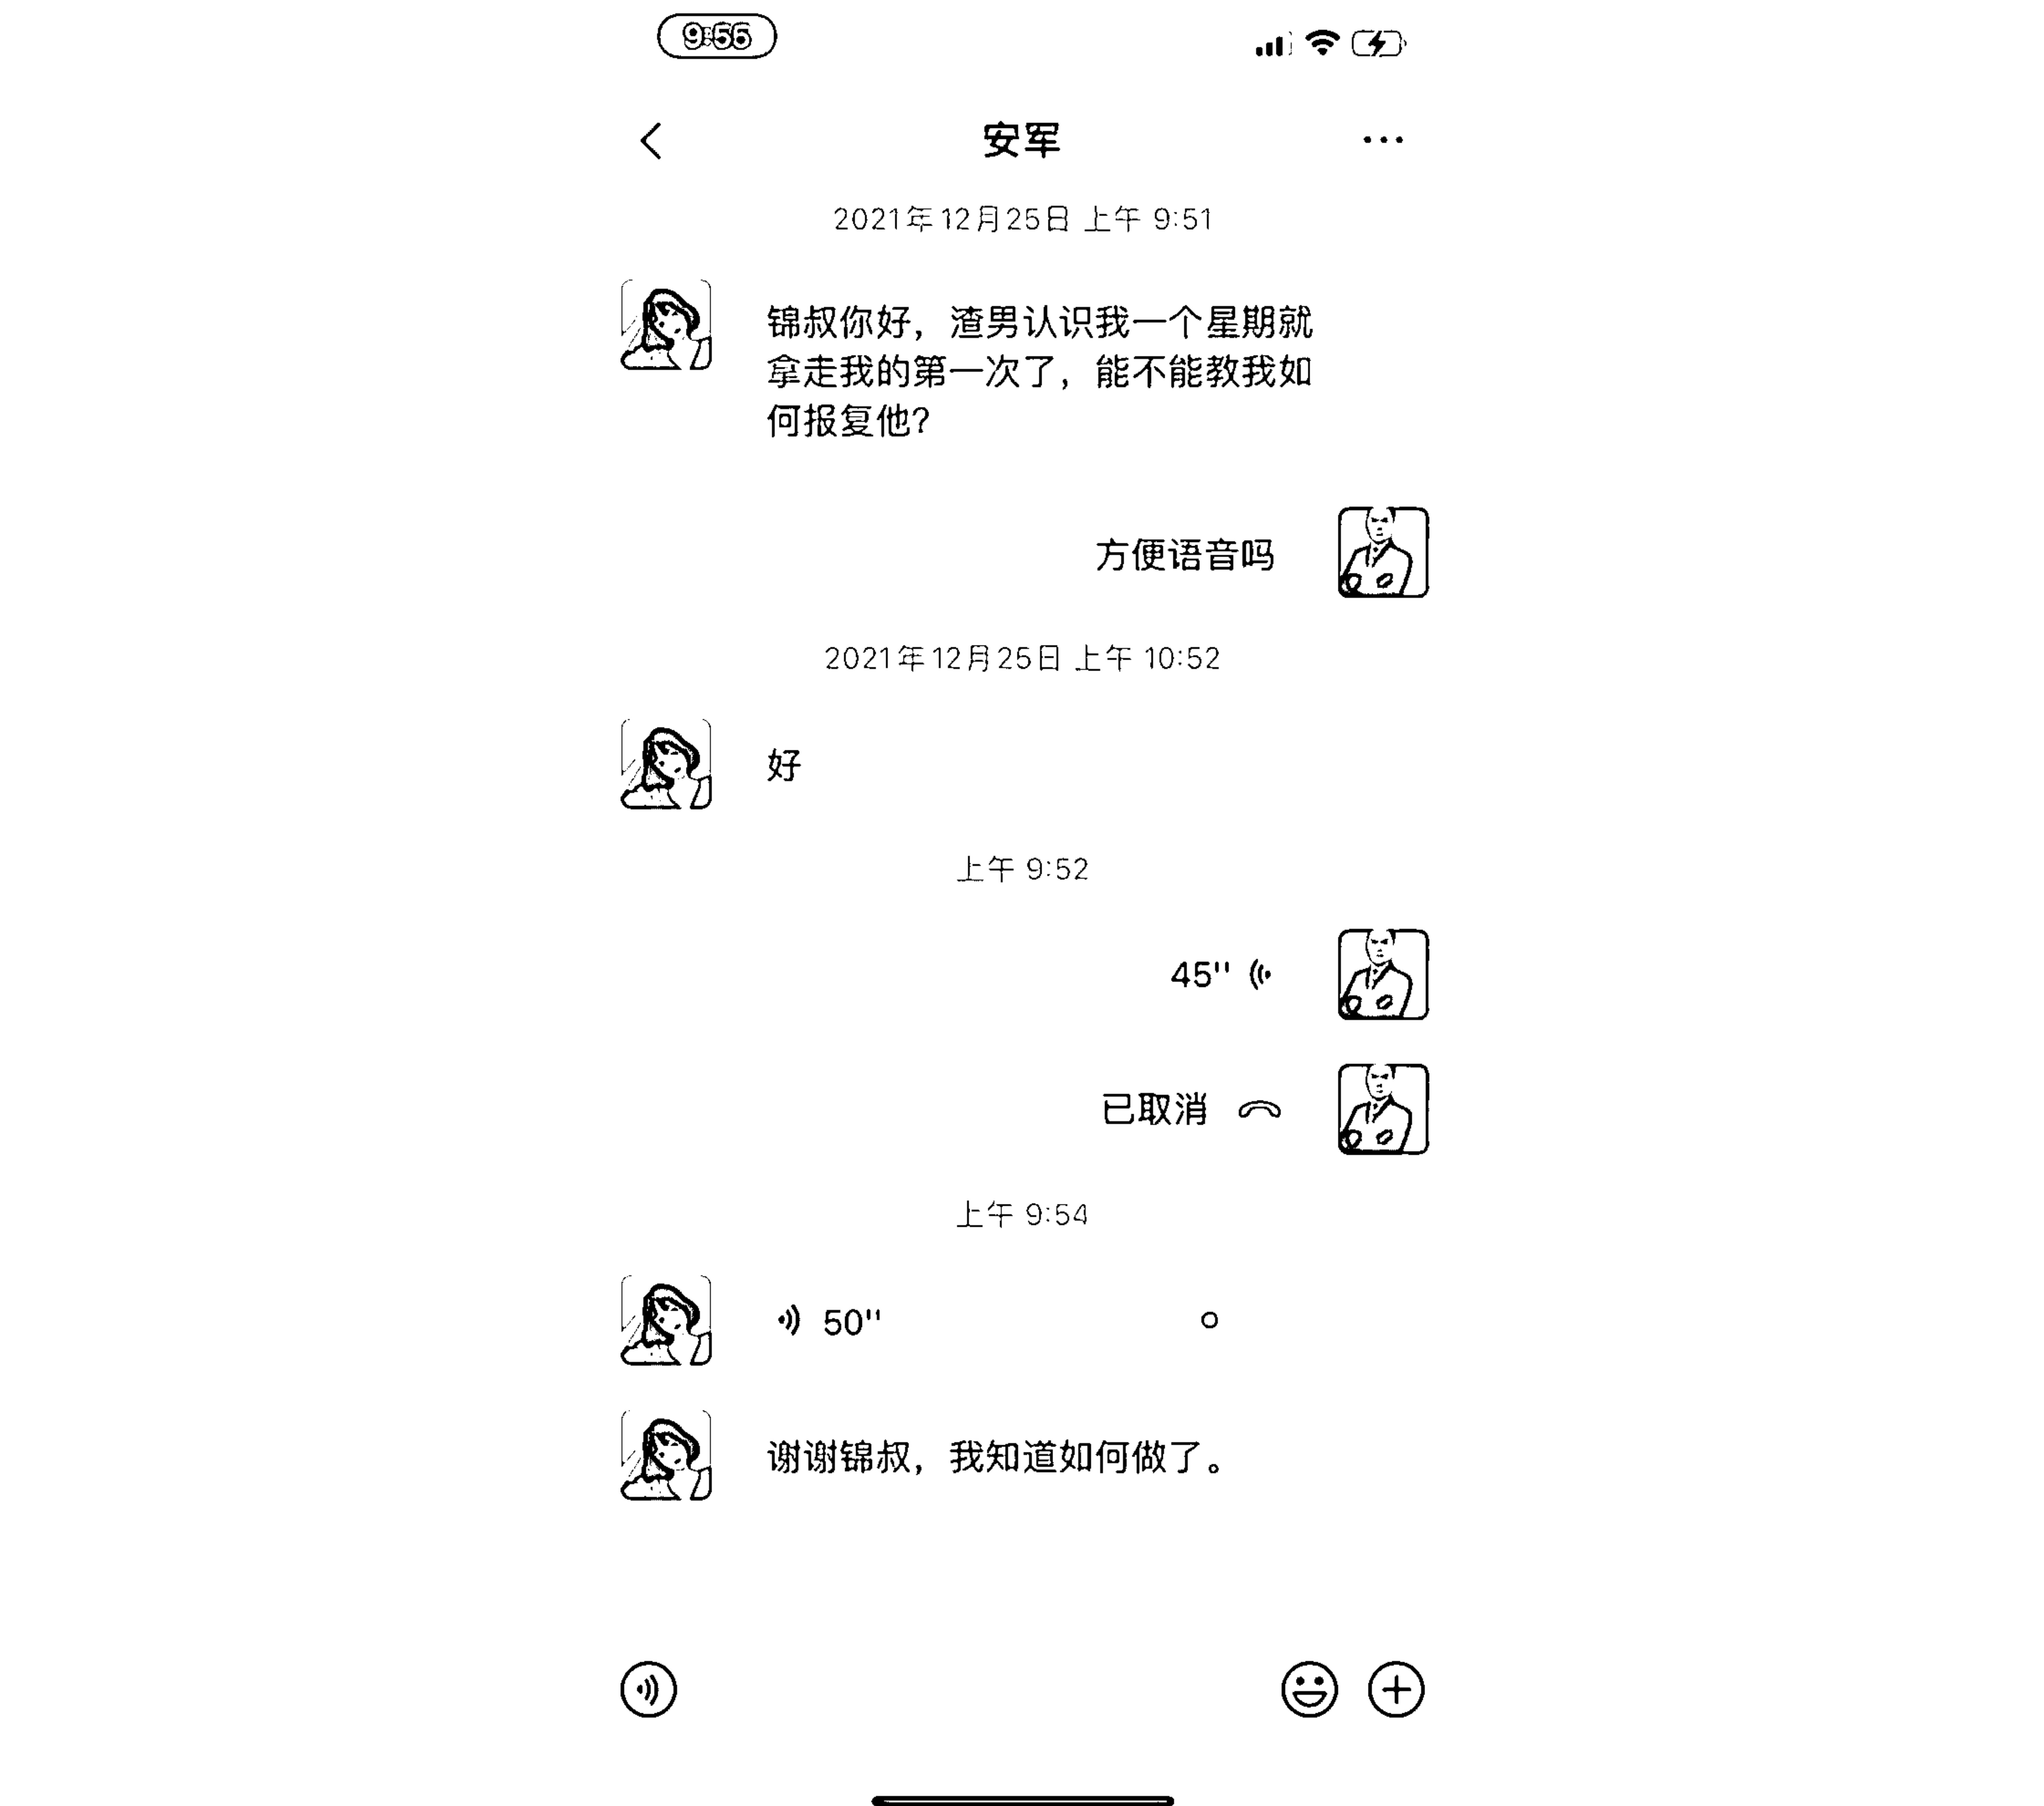 9:55
安军
2021年12月25日 上午 9:51
锦叔你好，渣男认识我一个星期就
拿走我的第一次了，能不能教我如
何报复他？
方便语音吗
2021年12月25日 上午 10:52
好
上午 9:52
45"
已取消
上午 9:54
50"
谢谢锦叔，我知道如何做了。